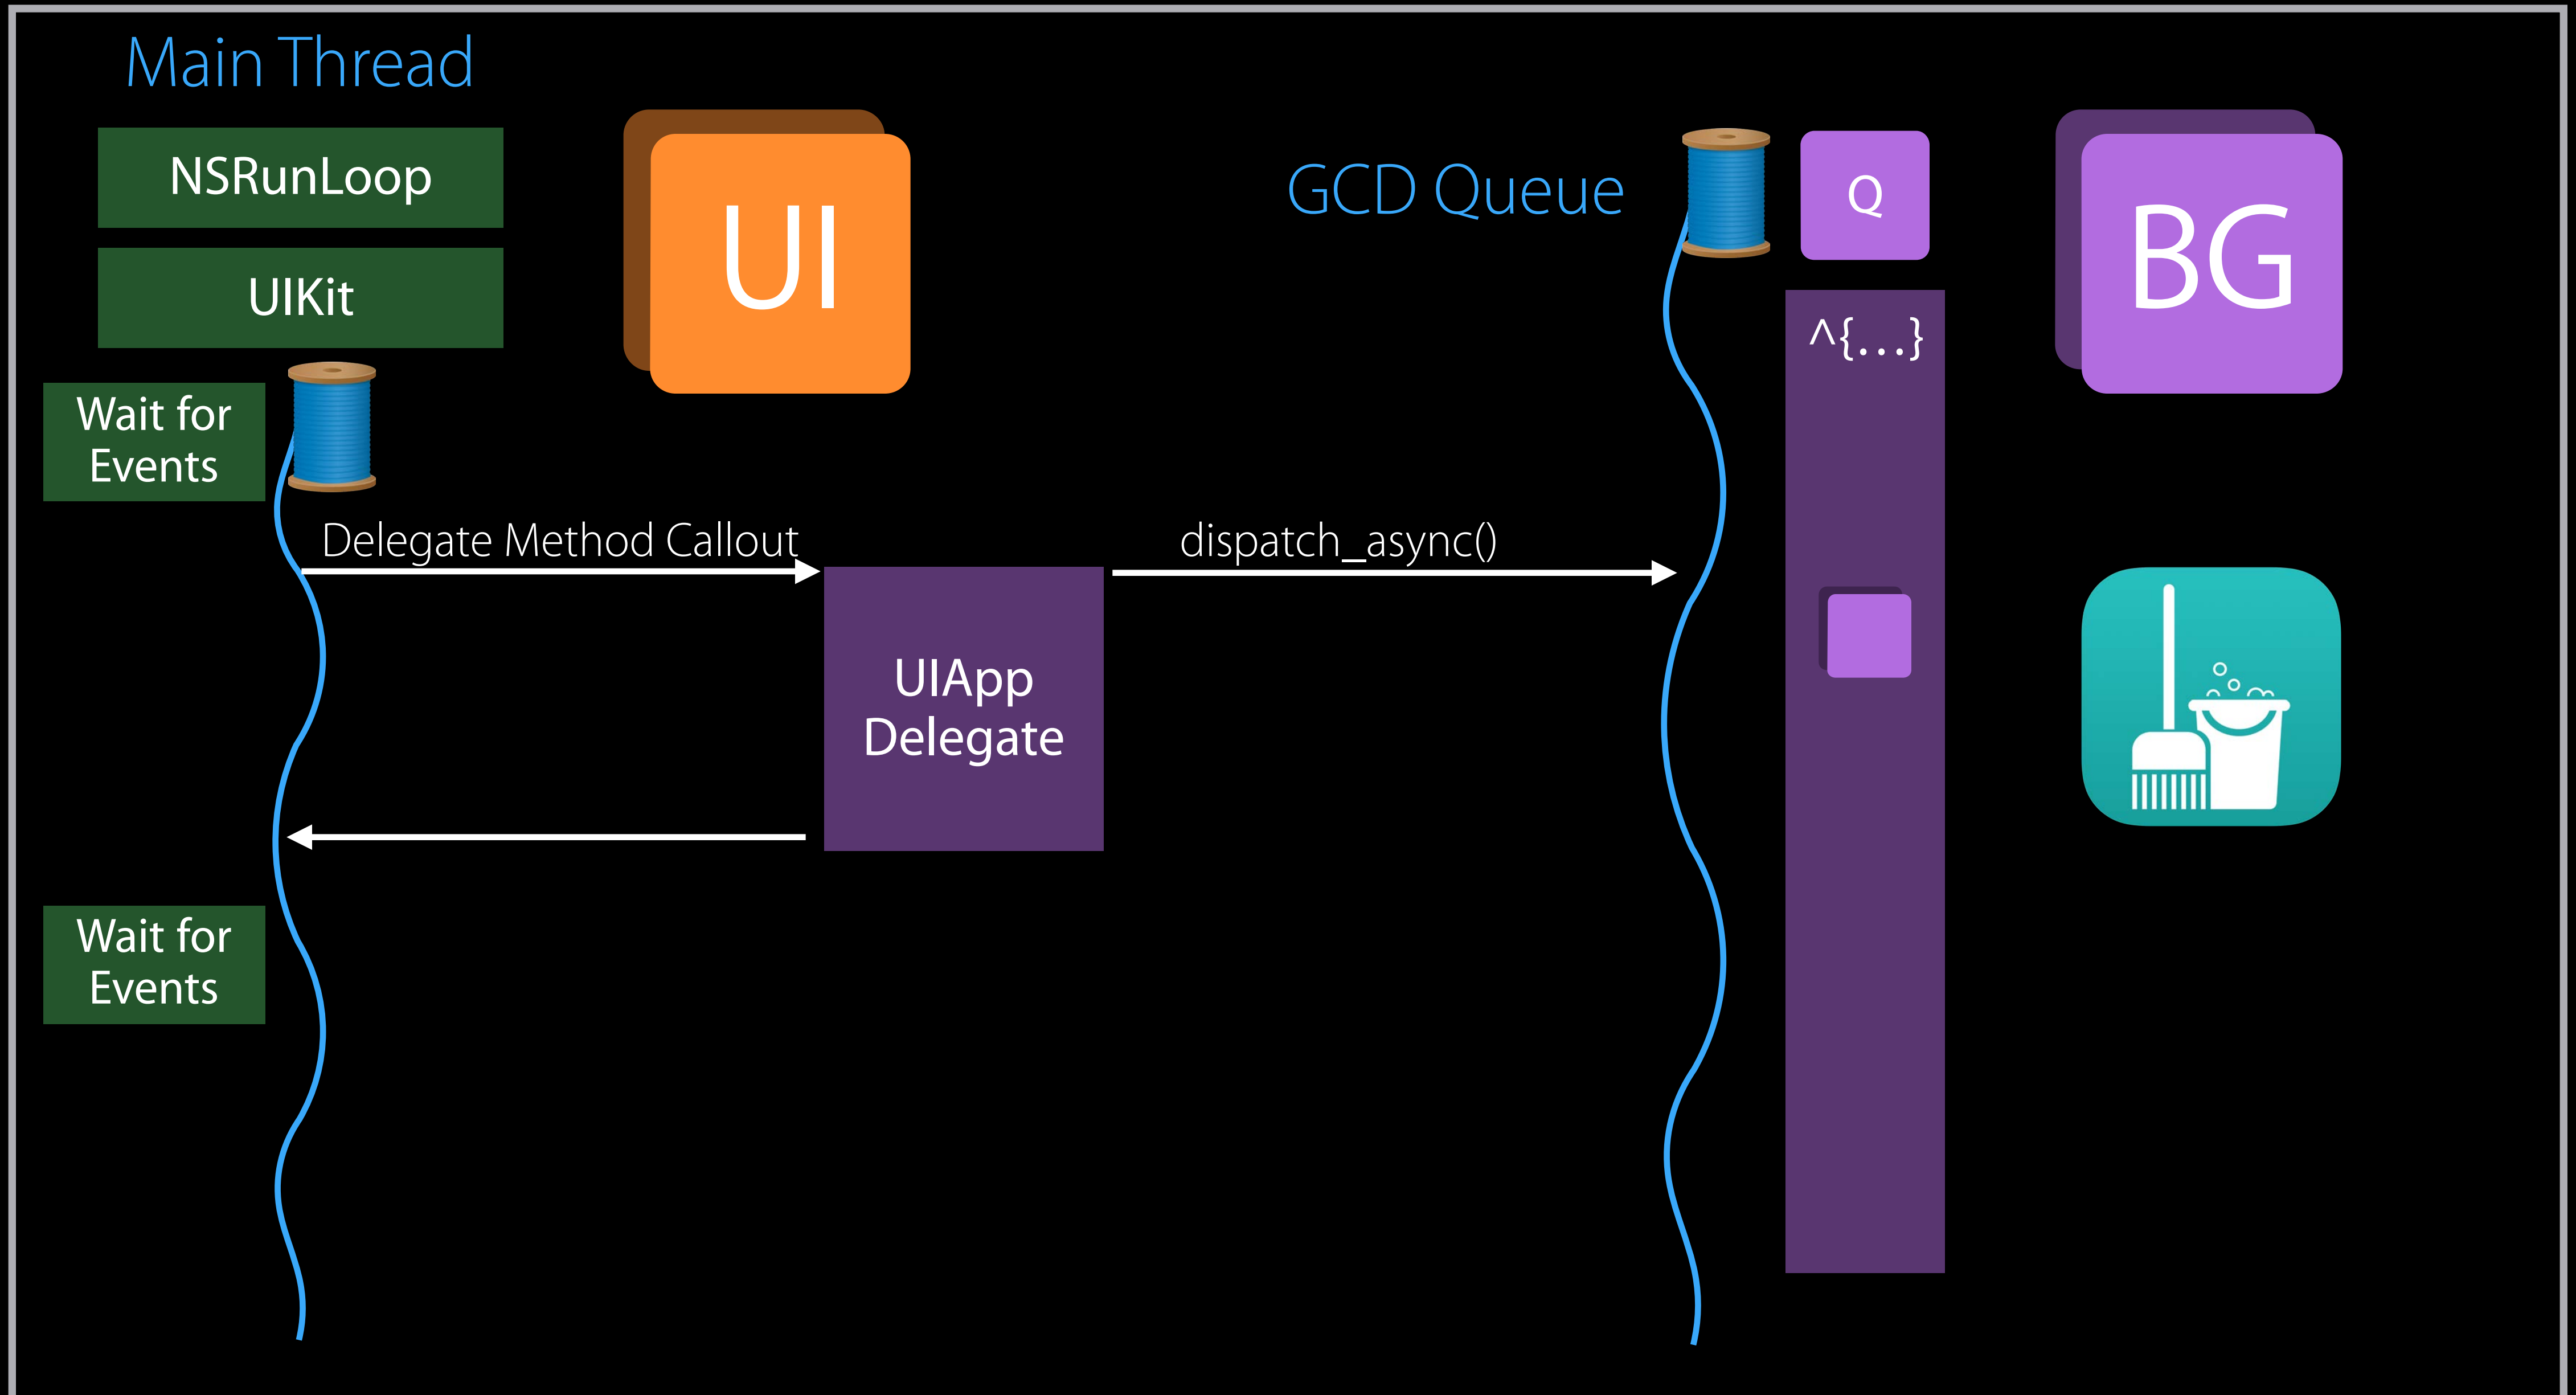 Main Thread
NSRunLoop
UIKit
UI
GCD Queue
Q
BG
^{...}
Wait for
Events
Delegate Method Callout
dispatch_async()
UIApp
Delegate
Wait for
Events